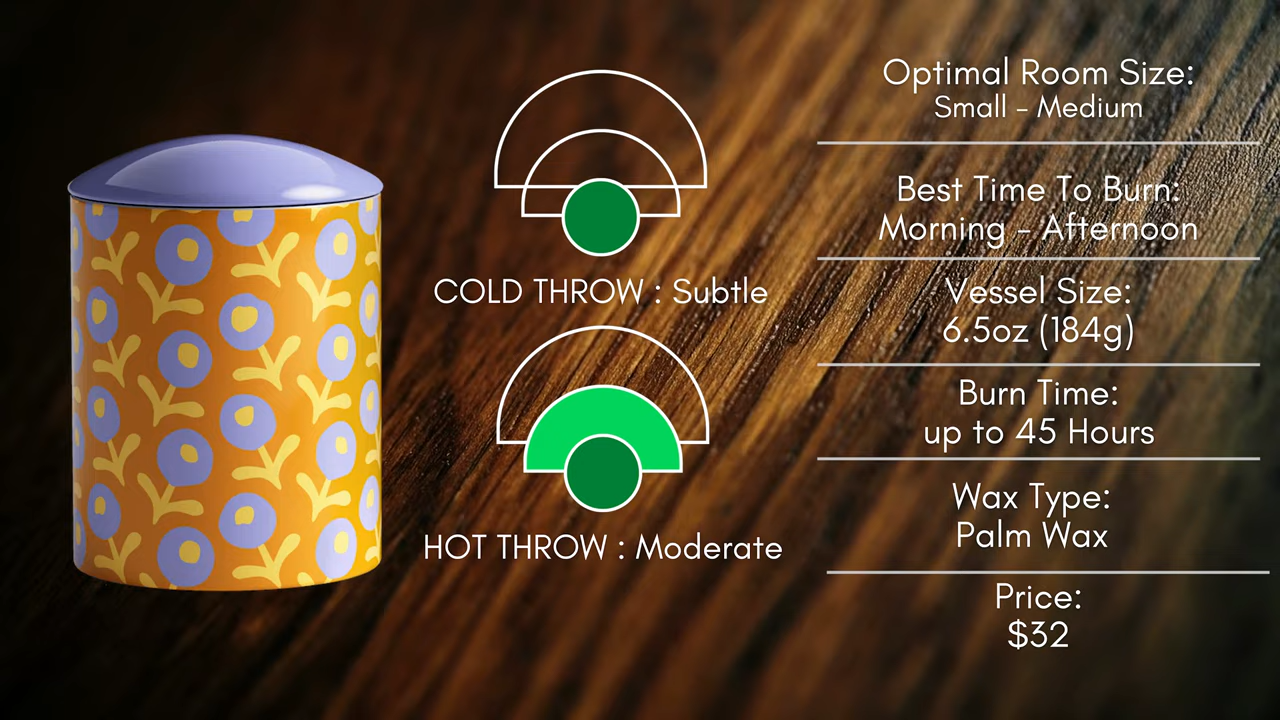 COLD THROW : Subtle
HOT THROW : Moderate
Optimal Room Size:
Small - Medium
Best Time To Burn:
Morning - Afternoon
Vessel Size:
6.5oz (184g)
Burn Time:
up to 45 Hours
Wax Type:
Palm Wax
Price:
$32